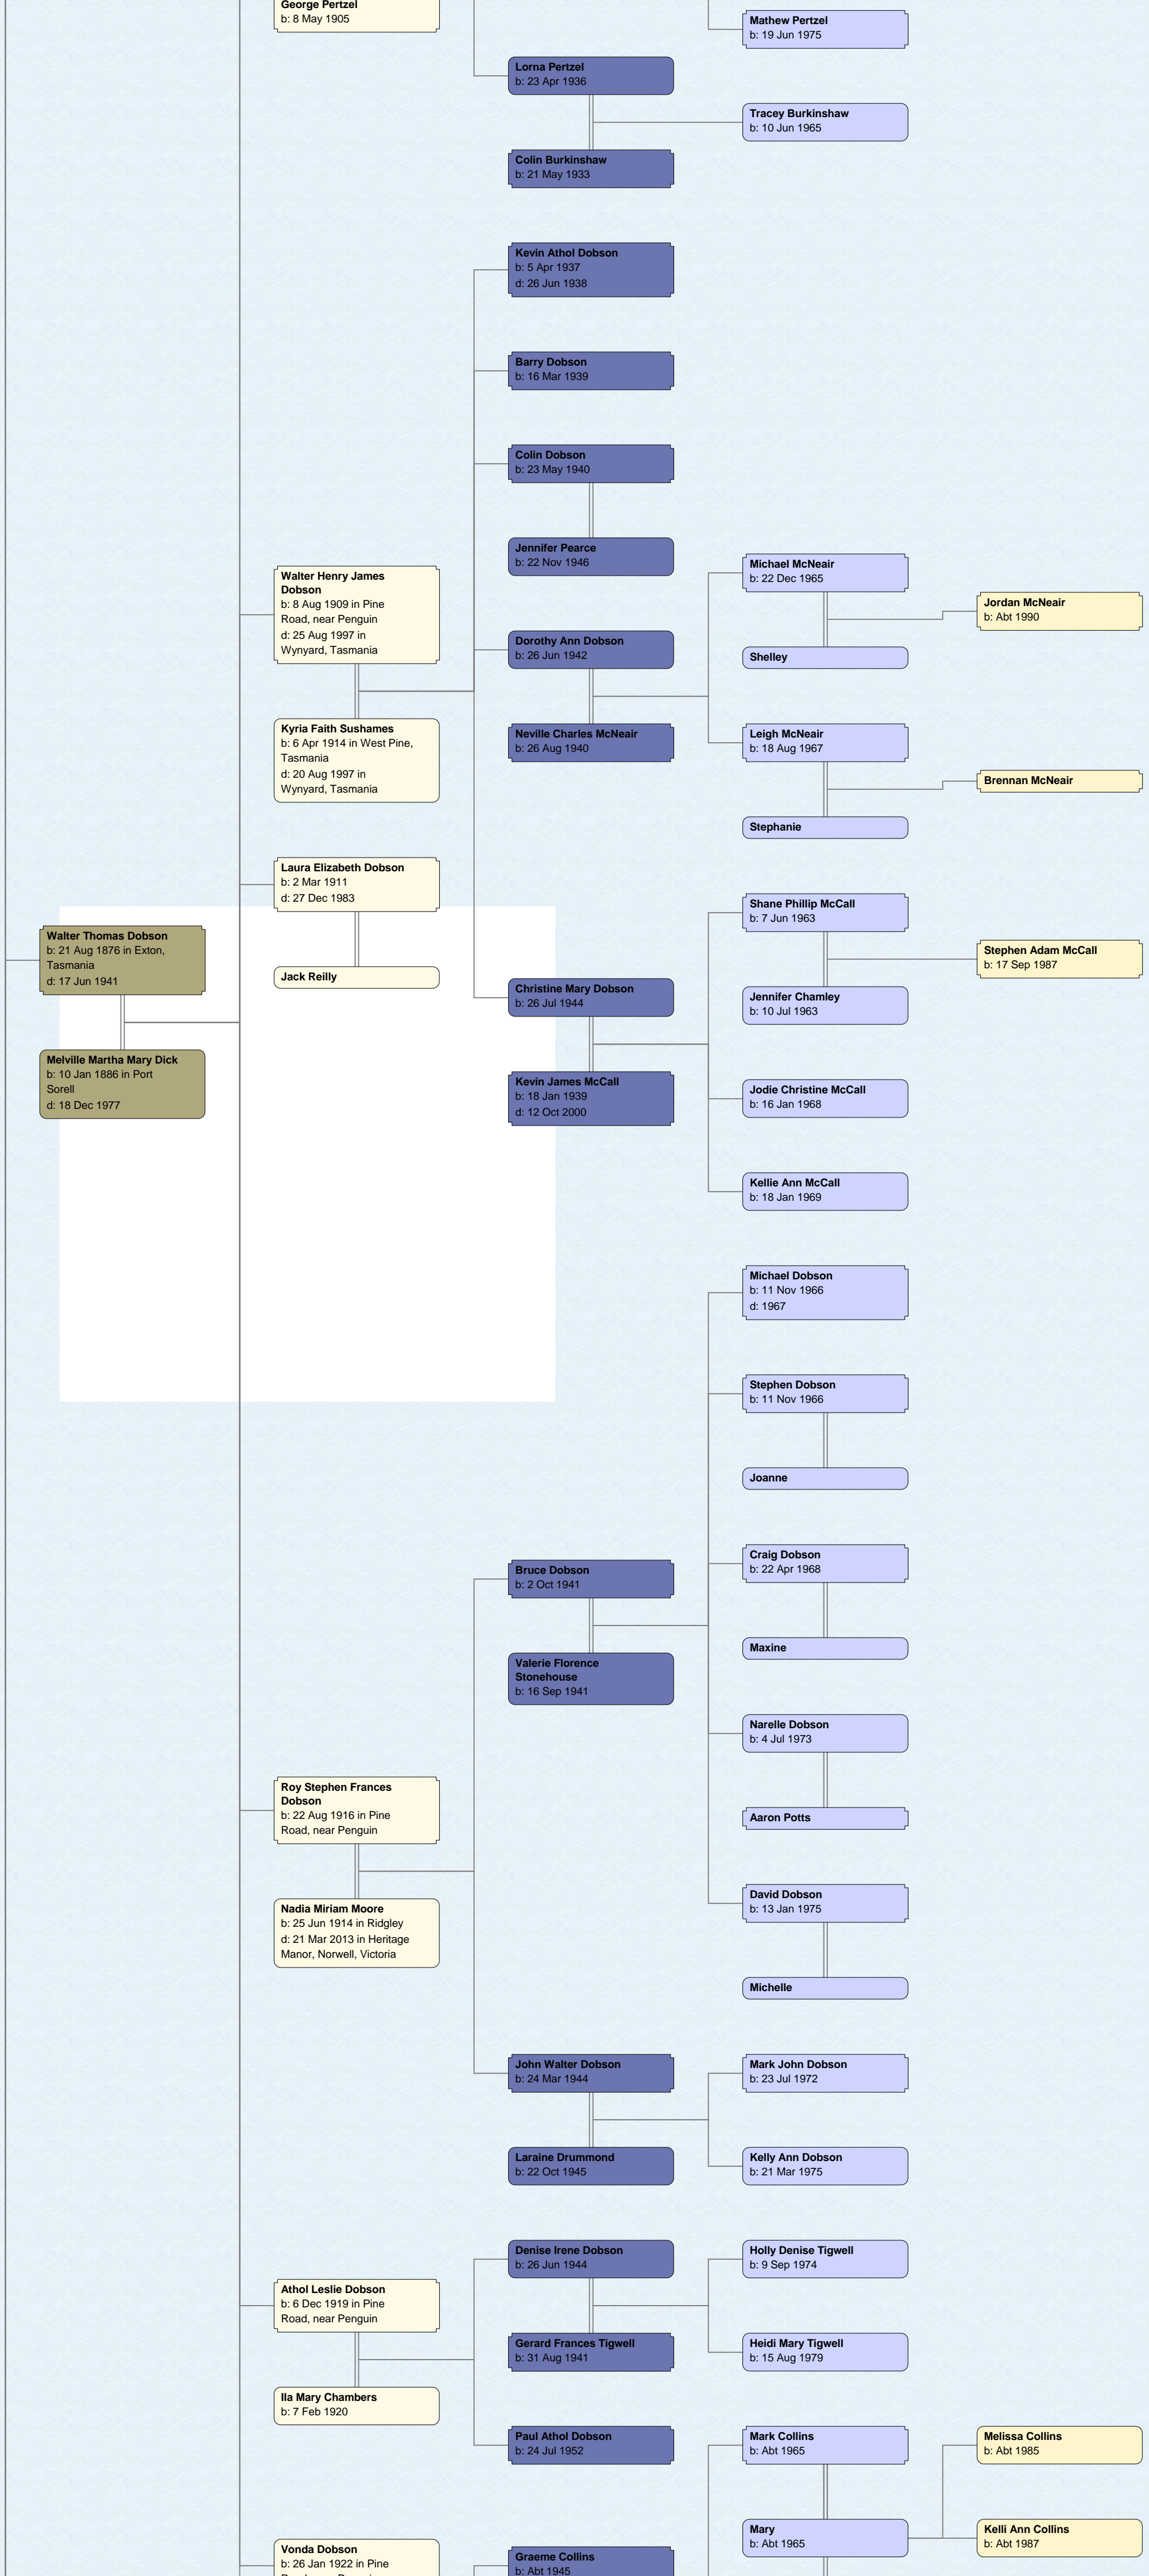 George Pertzel
b: 8 May 1905
Mathew Pertzel
b: 19 Jun 1975
Lorna Pertzel
b: 23 Apr 1936
Tracey Burkinshaw
b: 10 Jun 1965
Colin Burkinshaw
b: 21 May 1933
Kevin Athol Dobson
b: 5 Apr 1937
d: 26 Jun 1938
Barry Dobson
b: 16 Mar 1939
Colin Dobson
b: 23 May 1940
Jennifer Pearce
b: 22 Nov 1946
Walter Henry James
Dobson
b: 8 Aug 1909 in Pine
Road, near Penguin
d: 25 Aug 1997 in
Wynyard, Tasmania
Michael McNeair
b: 22 Dec 1965
Jordan McNeair
b: Abt 1990
Shelley
Dorothy Ann Dobson
b: 26 Jun 1942
Neville Charles McNeair
b: 26 Aug 1940
Kyria Faith Sushames
b: 6 Apr 1914 in West Pine,
Tasmania
d: 20 Aug 1997 in
Wynyard, Tasmania
Leigh McNeair
b: 18 Aug 1967
Brennan McNeair
Stephanie
Laura Elizabeth Dobson
b: 2 Mar 1911
d: 27 Dec 1983
Jack Reilly
Walter Thomas Dobson
b: 21 Aug 1876 in Exton,
Tasmania
d: 17 Jun 1941
Melville Martha Mary Dick
b: 10 Jan 1886 in Port
Sorell
d: 18 Dec 1977
Shane Phillip McCall
b: 7 Jun 1963
Stephen Adam McCall
b: 17 Sep 1987
Christine Mary Dobson
b: 26 Jul 1944
Jennifer Chamley
b: 10 Jul 1963
Kevin James McCall
b: 18 Jan 1939
d: 12 Oct 2000
Jodie Christine McCall
b: 16 Jan 1968
Kellie Ann McCall
b: 18 Jan 1969
Michael Dobson
b: 11 Nov 1966
d: 1967
Stephen Dobson
b: 11 Nov 1966
Joanne
Craig Dobson
b: 22 Apr 1968
Bruce Dobson
b: 2 Oct 1941
Maxine
Valerie Florence
Stonehouse
b: 16 Sep 1941
Narelle Dobson
b: 4 Jul 1973
Roy Stephen Frances
Dobson
b: 22 Aug 1916 in Pine
Road, near Penguin
Aaron Potts
Nadia Miriam Moore
b: 25 Jun 1914 in Ridgley
d: 21 Mar 2013 in Heritage
Manor, Norwell, Victoria
David Dobson
b: 13 Jan 1975
Michelle
John Walter Dobson
b: 24 Mar 1944
Mark John Dobson
b: 23 Jul 1972
Laraine Drummond
b: 22 Oct 1945
Kelly Ann Dobson
b: 21 Mar 1975
Denise Irene Dobson
b: 26 Jun 1944
Holly Denise Tigwell
b: 9 Sep 1974
Athol Leslie Dobson
b: 6 Dec 1919 in Pine
Road, near Penguin
Gerard Frances Tigwell
b: 31 Aug 1941
Heidi Mary Tigwell
b: 15 Aug 1979
Ila Mary Chambers
b: 7 Feb 1920
Paul Athol Dobson
b: 24 Jul 1952
Mark Collins
b: Abt 1965
Melissa Collins
b: Abt 1985
Mary
b: Abt 1965
Kelli Ann Collins
b: Abt 1987
Vonda Dobson
b: 26 Jan 1922 in Pine
Graeme Collins
b: Abt 1945